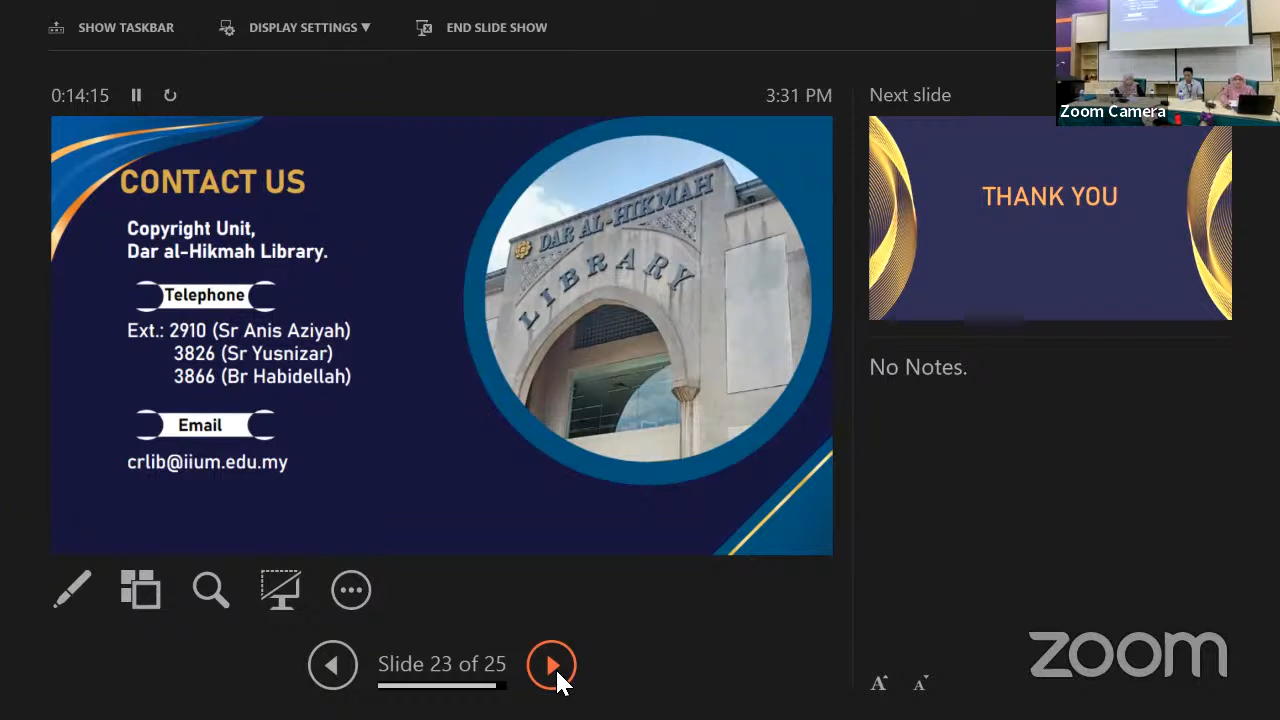 SHOW TASKBAR
DISPLAY SETTINGS ▼
END SLIDE SHOW
0:14:15
3:31 PM
Next slide
Zoom Camera
CONTACT US
Copyright Unit,
Dar al-Hikmah Library.
Telephone
Ext.: 2910 (Sr Anis Aziyah)
3826 (Sr Yusnizar)
3866 (Br Habidellah)
Email
crlib@iium.edu.my
DAR AL-HIKMAH
LIBRARY
THANK YOU
No Notes.
Slide 23 of 25
A A
zoom